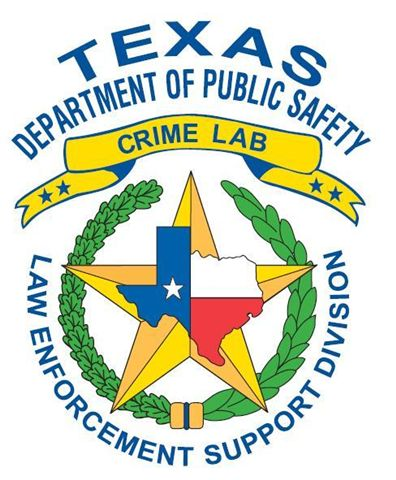 TEXAS
DEPARTMENT OF PUBLIC SAFETY
CRIME LAB
LAW ENFORCEMENT SUPPORT DIVISION